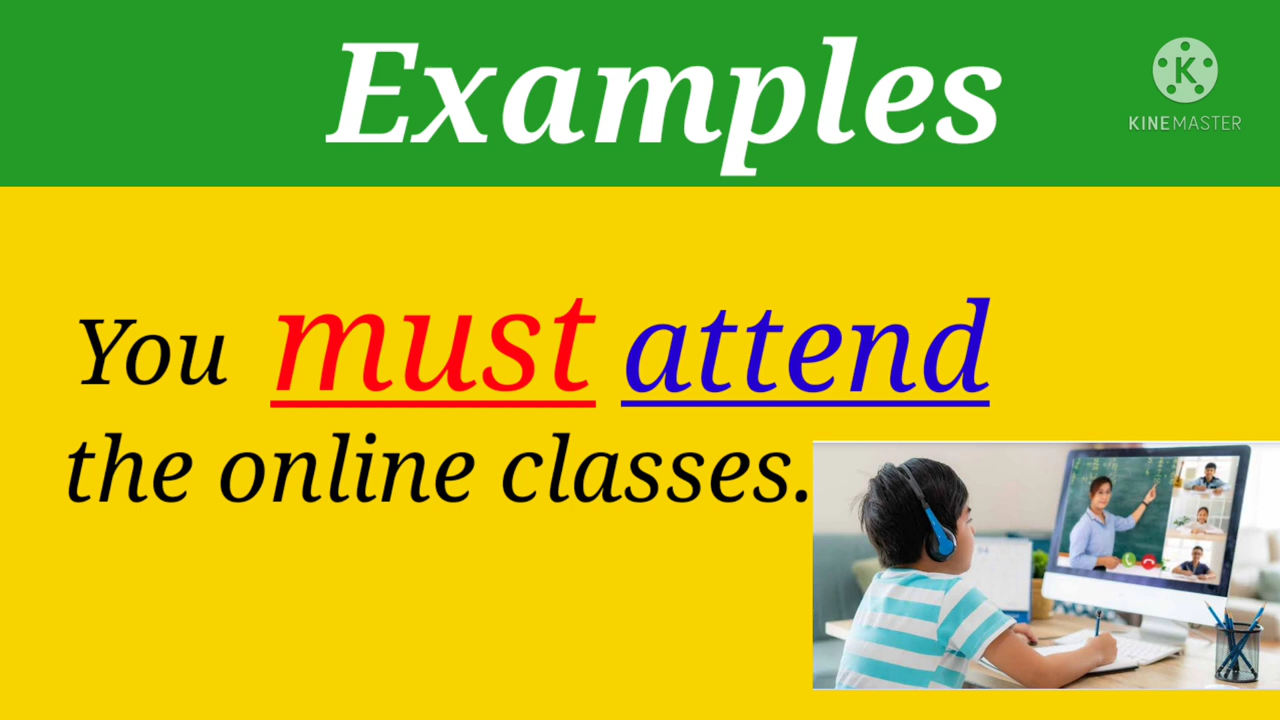 Examples
K
KINEMASTER
You must attend
the online classes.